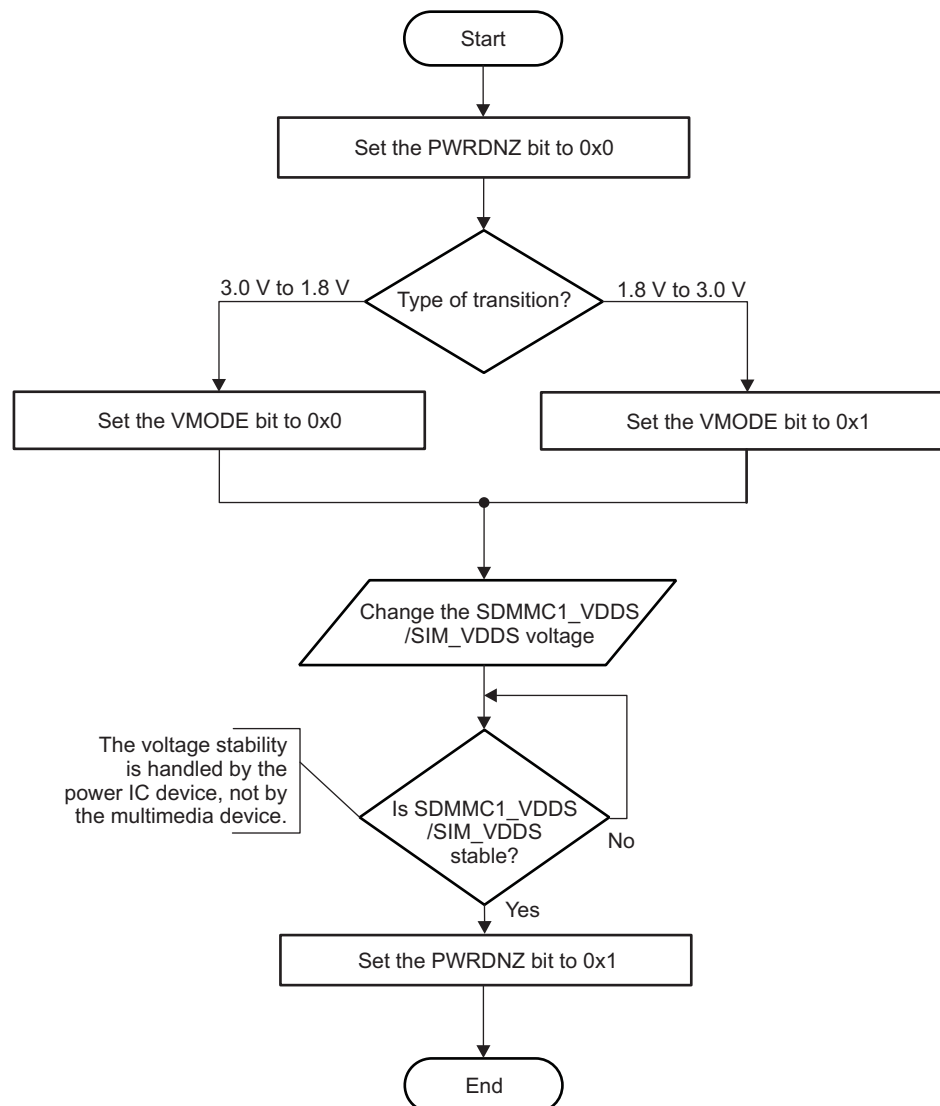 Start
Set the PWRDNZ bit to 0x0
Type of transition?
3.0 V to 1.8 V
1.8 V to 3.0 V
Set the VMODE bit to 0x0
Set the VMODE bit to 0x1
Change the SDMMC1_VDDS
/SIM_VDDS voltage
The voltage stability
is handled by the
power IC device, not by
the multimedia device.
Is SDMMC1_VDDS
/SIM_VDDS
stable?
No
Yes
Set the PWRDNZ bit to 0x1
End